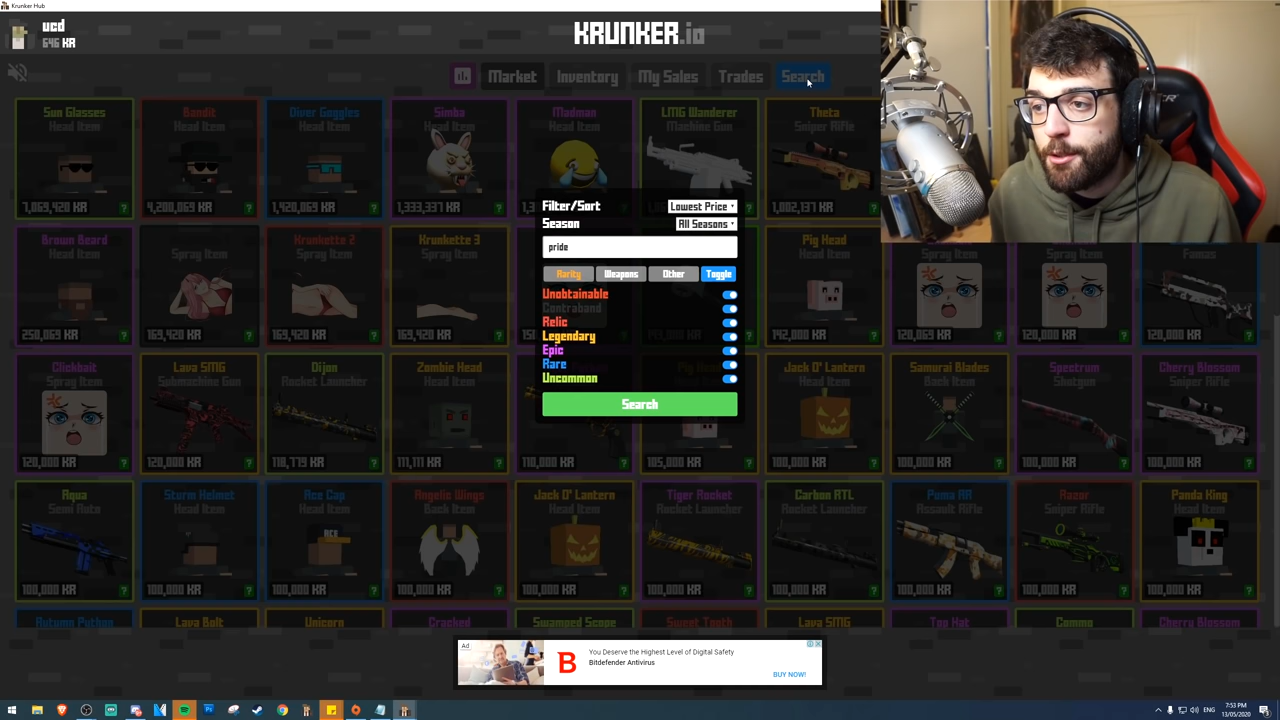 Krunker Hub
ucd
646 KR
KRUNKER.io
Market
Inventory
My Sales
Trades
Search
Sun Glasses
Head Item
7,069,420 KR
?
Bandit
Head Item
4,200,069 KR
?
Diver Goggles
Head Item
1,969,420 KR
?
Simba
Head Item
1,333,337 KR
?
Madman
Head Item
LMG Wanderer
Machine Gun
?
Theta
Sniper Rifle
1,002,137 KR
Brown Beard
Head Item
250,069 KR
?
Spray Item
169,420 KR
?
Krunkette 2
Spray Item
169,420 KR
?
Krunkette 3
Spray Item
169,420 KR
?
Pig Head
Head Item
142,000 KR
?
Spray Item
120,069 KR
?
Spray Item
120,069 KR
?
Famas
120,000 KR
?
Filter/Sort
Lowest Price
Season
All Seasons
pride
Rarity
Weapons
Other
Toggle
Unobtainable
Contraband
Relic
Legendary
Epic
Rare
Uncommon
Search
Clickbait
Spray Item
120,000 KR
?
Lava SMG
Submachine Gun
120,000 KR
?
Dijon
Rocket Launcher
118,779 KR
?
Zombie Head
Head Item
111,111 KR
?
110,000 KR
?
105,000 KR
?
Jack O' Lantern
Head Item
100,000 KR
?
Samurai Blades
Back Item
100,000 KR
?
Spectrum
Shotgun
100,000 KR
?
Cherry Blossom
Sniper Rifle
100,000 KR
?
Aqua
Semi Auto
100,000 KR
?
Storm Helmet
Head Item
100,000 KR
?
Ace Cap
Head Item
ACE
100,000 KR
?
Angelic Wings
Back Item
100,000 KR
?
Jack O' Lantern
Head Item
100,000 KR
?
Tiger Rocket
Rocket Launcher
100,000 KR
?
Carbon RTL
Rocket Launcher
100,000 KR
?
Puma AR
Assault Rifle
100,000 KR
?
Razor
Sniper Rifle
100,000 KR
?
Panda King
Head Item
100,000 KR
?
Autumn Python
Lava Bolt
Unicorn
Cracked
Swamped Scope
Sweet Tooth
Lava SMG
Top Hat
Commo
Cherry Blossom
Ad
B
You Deserve the Highest Level of Digital Safety
Bitdefender Antivirus
BUY NOW!
ENG
7:53 PM
13/05/2020